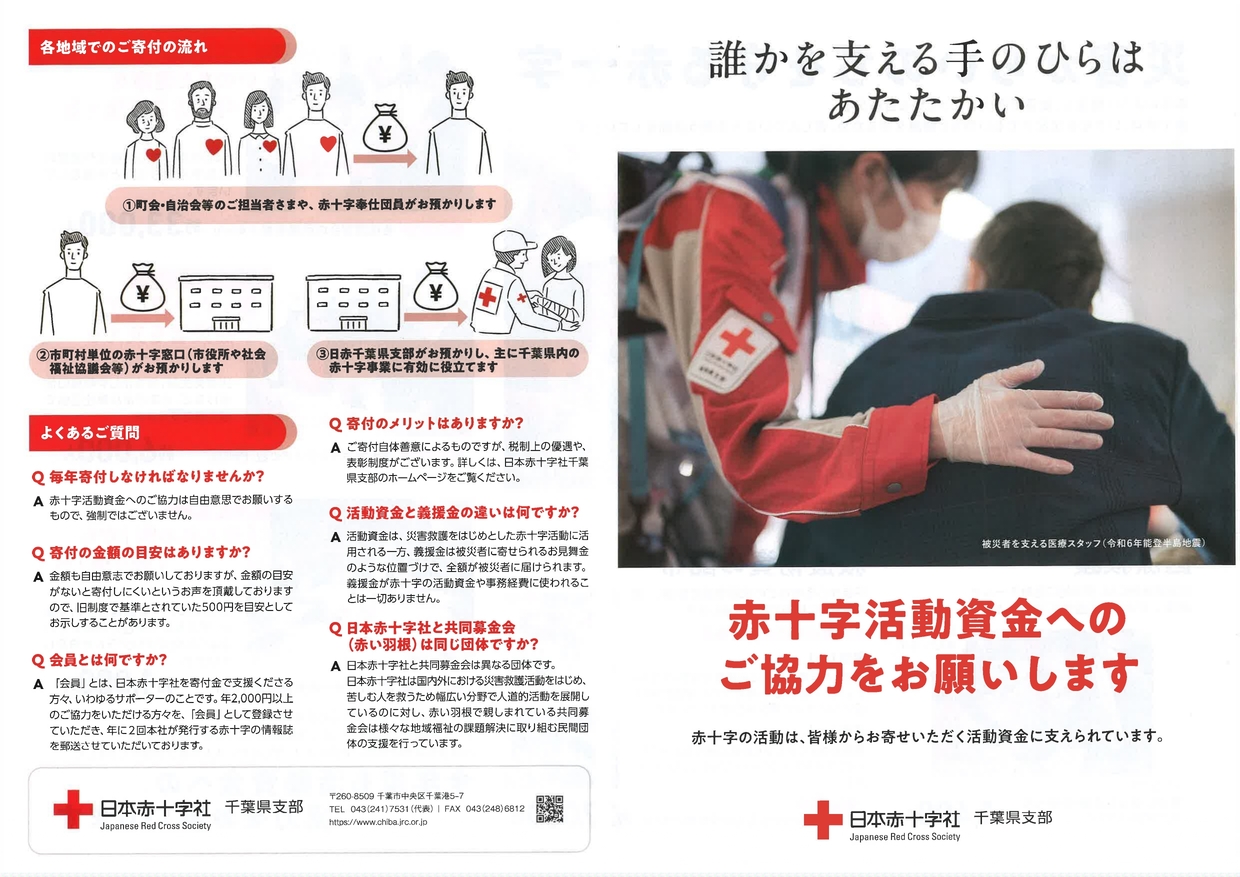 各地域でのご寄付の流れ
¥
①町会・自治会等のご担当者さまや、赤十字奉仕団員がお預かりします
¥
¥
②市町村単位の赤十字窓口(市役所や社会
福祉協議会等)がお預かりします
③日赤千葉県支部がお預かりし、主に千葉県内の
赤十字事業に有効に役立てます
よくあるご質問
Q 毎年寄付しなければなりませんか?
A 赤十字活動資金へのご協力は自由意思でお願いする
もので、強制ではございません。
Q 寄付の金額の目安はありますか?
A 金額も自由意志でお願いしておりますが、金額の目安
がないと寄付しにくいというお声を頂戴しております
ので、旧制度で基準とされていた500円を目安として
お示しすることがあります。
Q 会員とは何ですか?
A 「会員」とは、日本赤十字社を寄付金で支援くださる
方々、いわゆるサポーターのことです。年2,000円以上
のご協力をいただける方々を、「会員」として登録させ
ていただき、年に2回本社が発行する赤十字の情報誌
を郵送させていただいております。
Q 寄付のメリットはありますか?
A ご寄付自体善意によるものですが、税制上の優遇や、
表彰制度がございます。詳しくは、日本赤十字社千葉
県支部のホームページをご覧ください。
Q 活動資金と義援金の違いは何ですか?
A 活動資金は、災害救護をはじめとした赤十字活動に活
用される一方、義援金は被災者に寄せられるお見舞金
のような位置づけで、全額が被災者に届けられます。
義援金が赤十字の活動資金や事務経費に使われるこ
とは一切ありません。
Q 日本赤十字社と共同募金会
(赤い羽根)は同じ団体ですか?
A 日本赤十字社と共同募金会は異なる団体です。
日本赤十字社は国内外における災害救護活動をはじめ、
苦しむ人を救うため幅広い分野で人道的活動を展開し
ているのに対し、赤い羽根で親しまれている共同募
金会は様々な地域福祉の課題解決に取り組む民間団
体の支援を行っています。
日本赤十字社 千葉県支部
Japanese Red Cross Society
〒260-8509 千葉市中央区千葉港5-7
TEL 043(241)7531(代表) | FAX 043(248)6812
https://www.chiba.jrc.or.jp
誰かを支える手のひらは
あたたかい
被災者を支える医療スタッフ(令和6年能登半島地震)
赤十字活動資金への
ご協力をお願いします
赤十字の活動は、皆様からお寄せいただく活動資金に支えられています。
日本赤十字社 千葉県支部
Japanese Red Cross Society